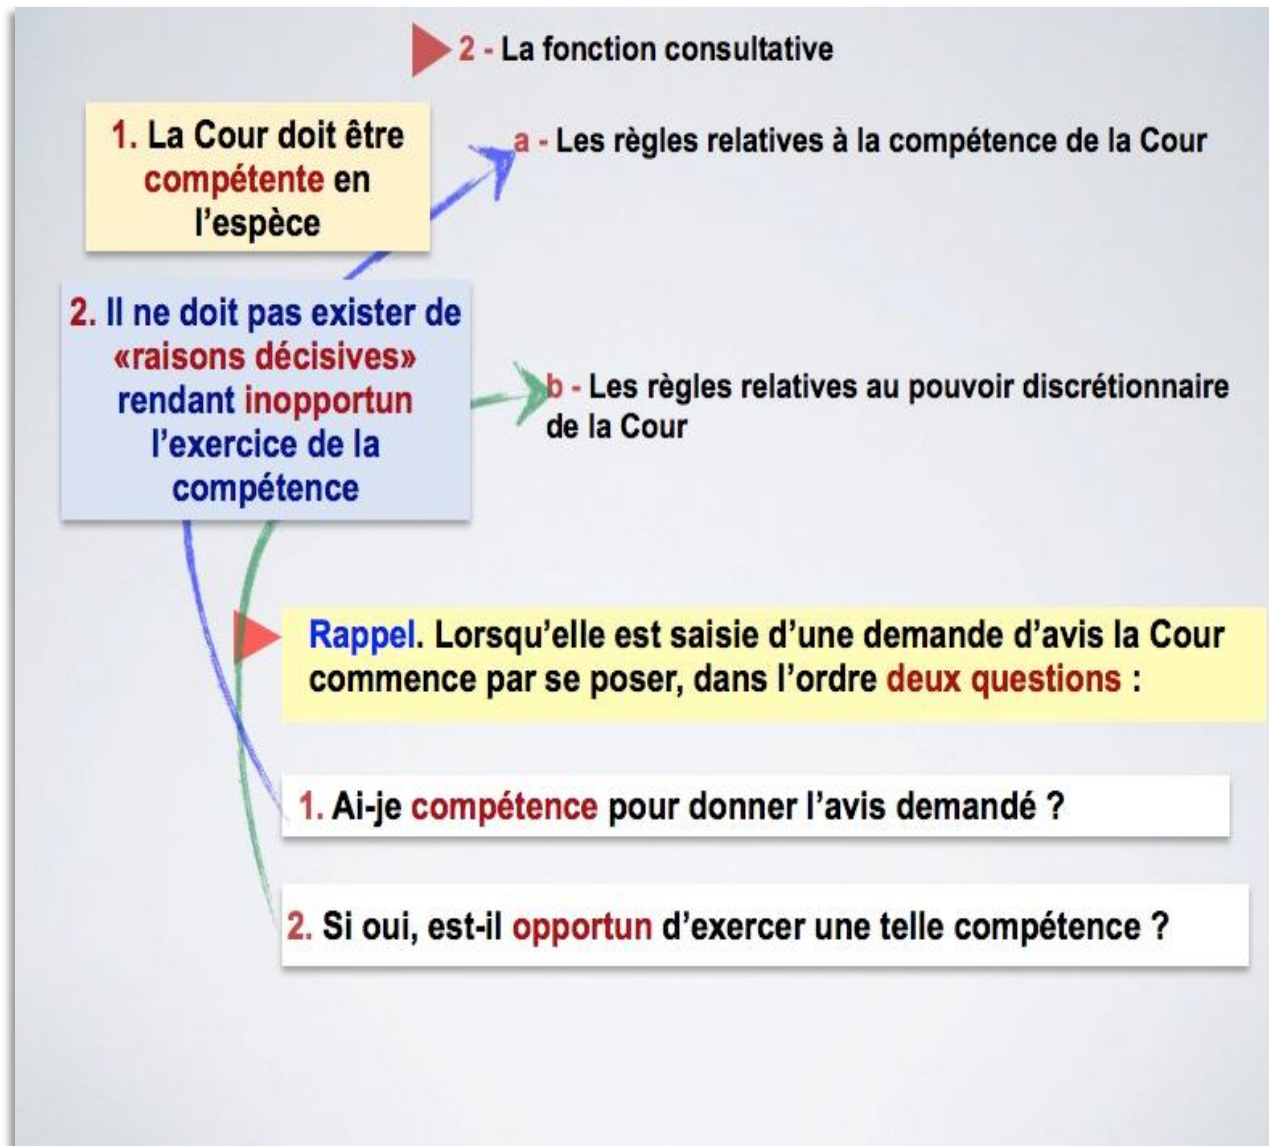 2 - La fonction consultative
1. La Cour doit être
compétente en
l’espèce
a - Les règles relatives à la compétence de la Cour
2. Il ne doit pas exister de
«raisons décisives»
rendant inopportun
l’exercice de la
compétence
b - Les règles relatives au pouvoir discrétionnaire
de la Cour
Rappel. Lorsqu’elle est saisie d’une demande d’avis la Cour
commence par se poser, dans l’ordre deux questions :
1. Ai-je compétence pour donner l’avis demandé ?
2. Si oui, est-il opportun d’exercer une telle compétence ?